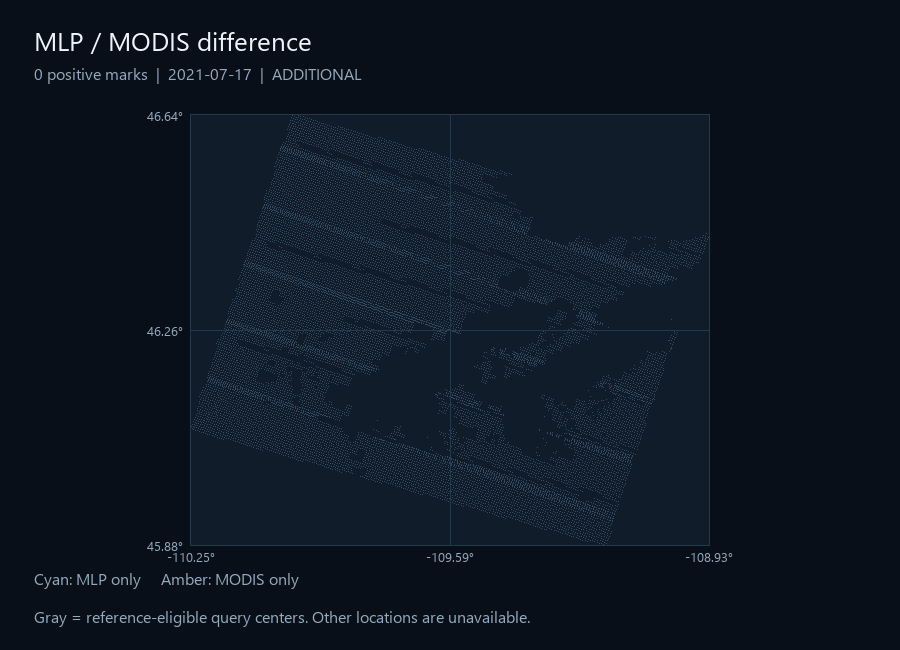 MLP / MODIS difference
0 positive marks | 2021-07-17 | ADDITIONAL
46.64°
46.26°
45.88°
-110.25° -109.59° -108.93°
Cyan: MLP only Amber: MODIS only
Gray = reference-eligible query centers. Other locations are unavailable.